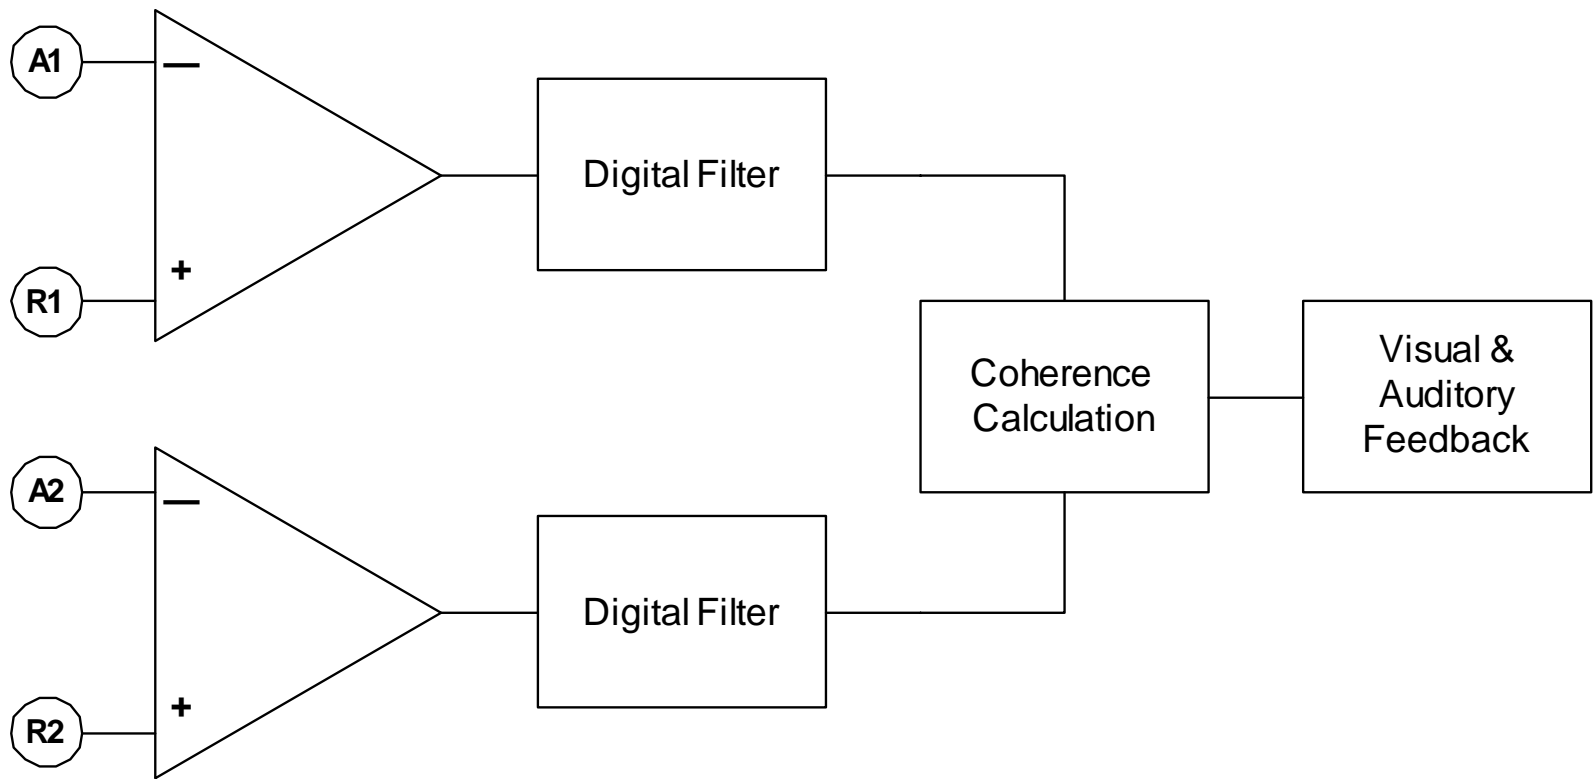 A1
—
+
R1
Digital Filter
A2
—
+
R2
Digital Filter
Coherence
Calculation
Visual &
Auditory
Feedback